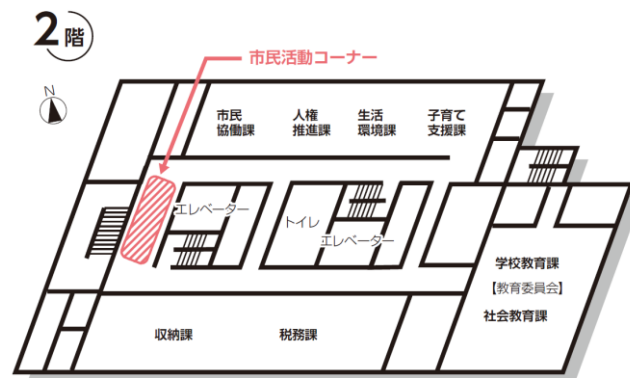 2階
市民活動コーナー
N
市民
協働課
人権
推進課
生活
環境課
子育て
支援課
エレベーター
トイレ
エレベーター
学校教育課
【教育委員会】
社会教育課
収納課
税務課